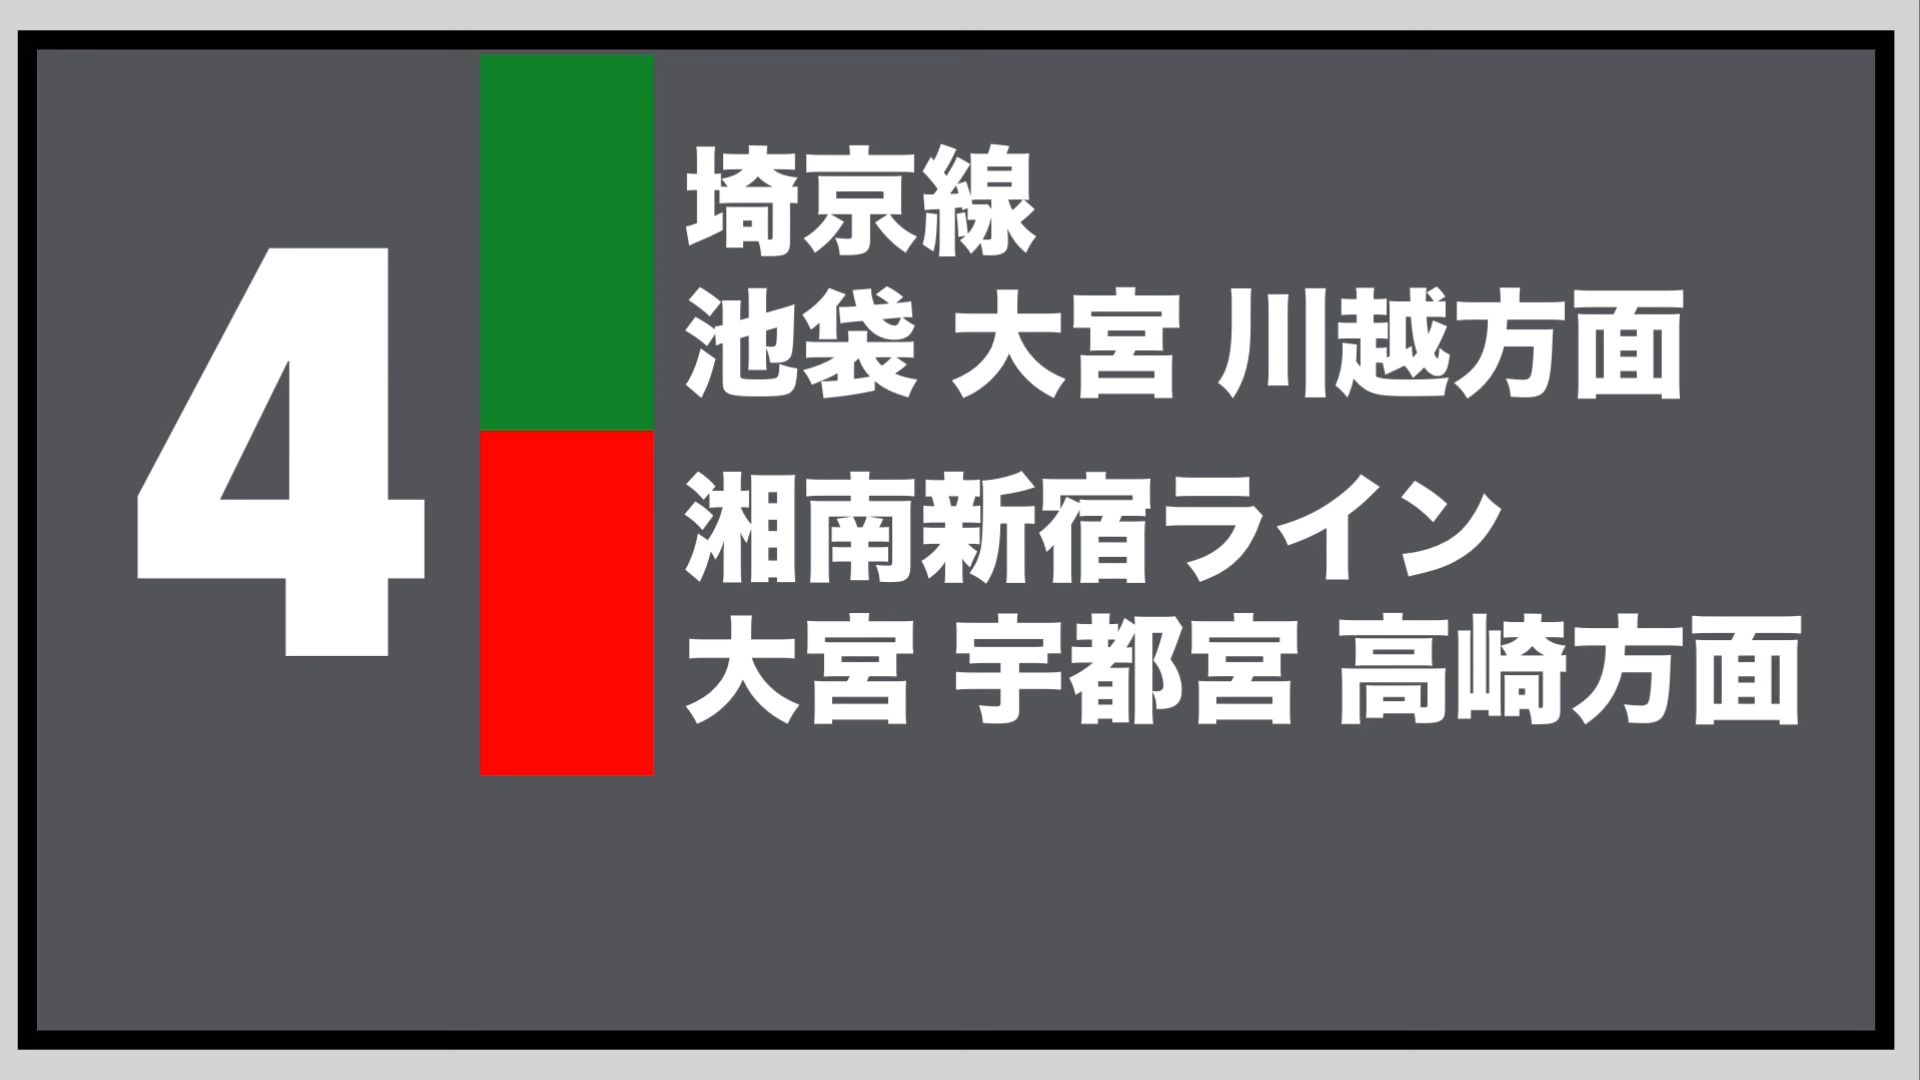 4
埼京線
池袋 大宮 川越方面
湘南新宿ライン
大宮 宇都宮 高崎方面